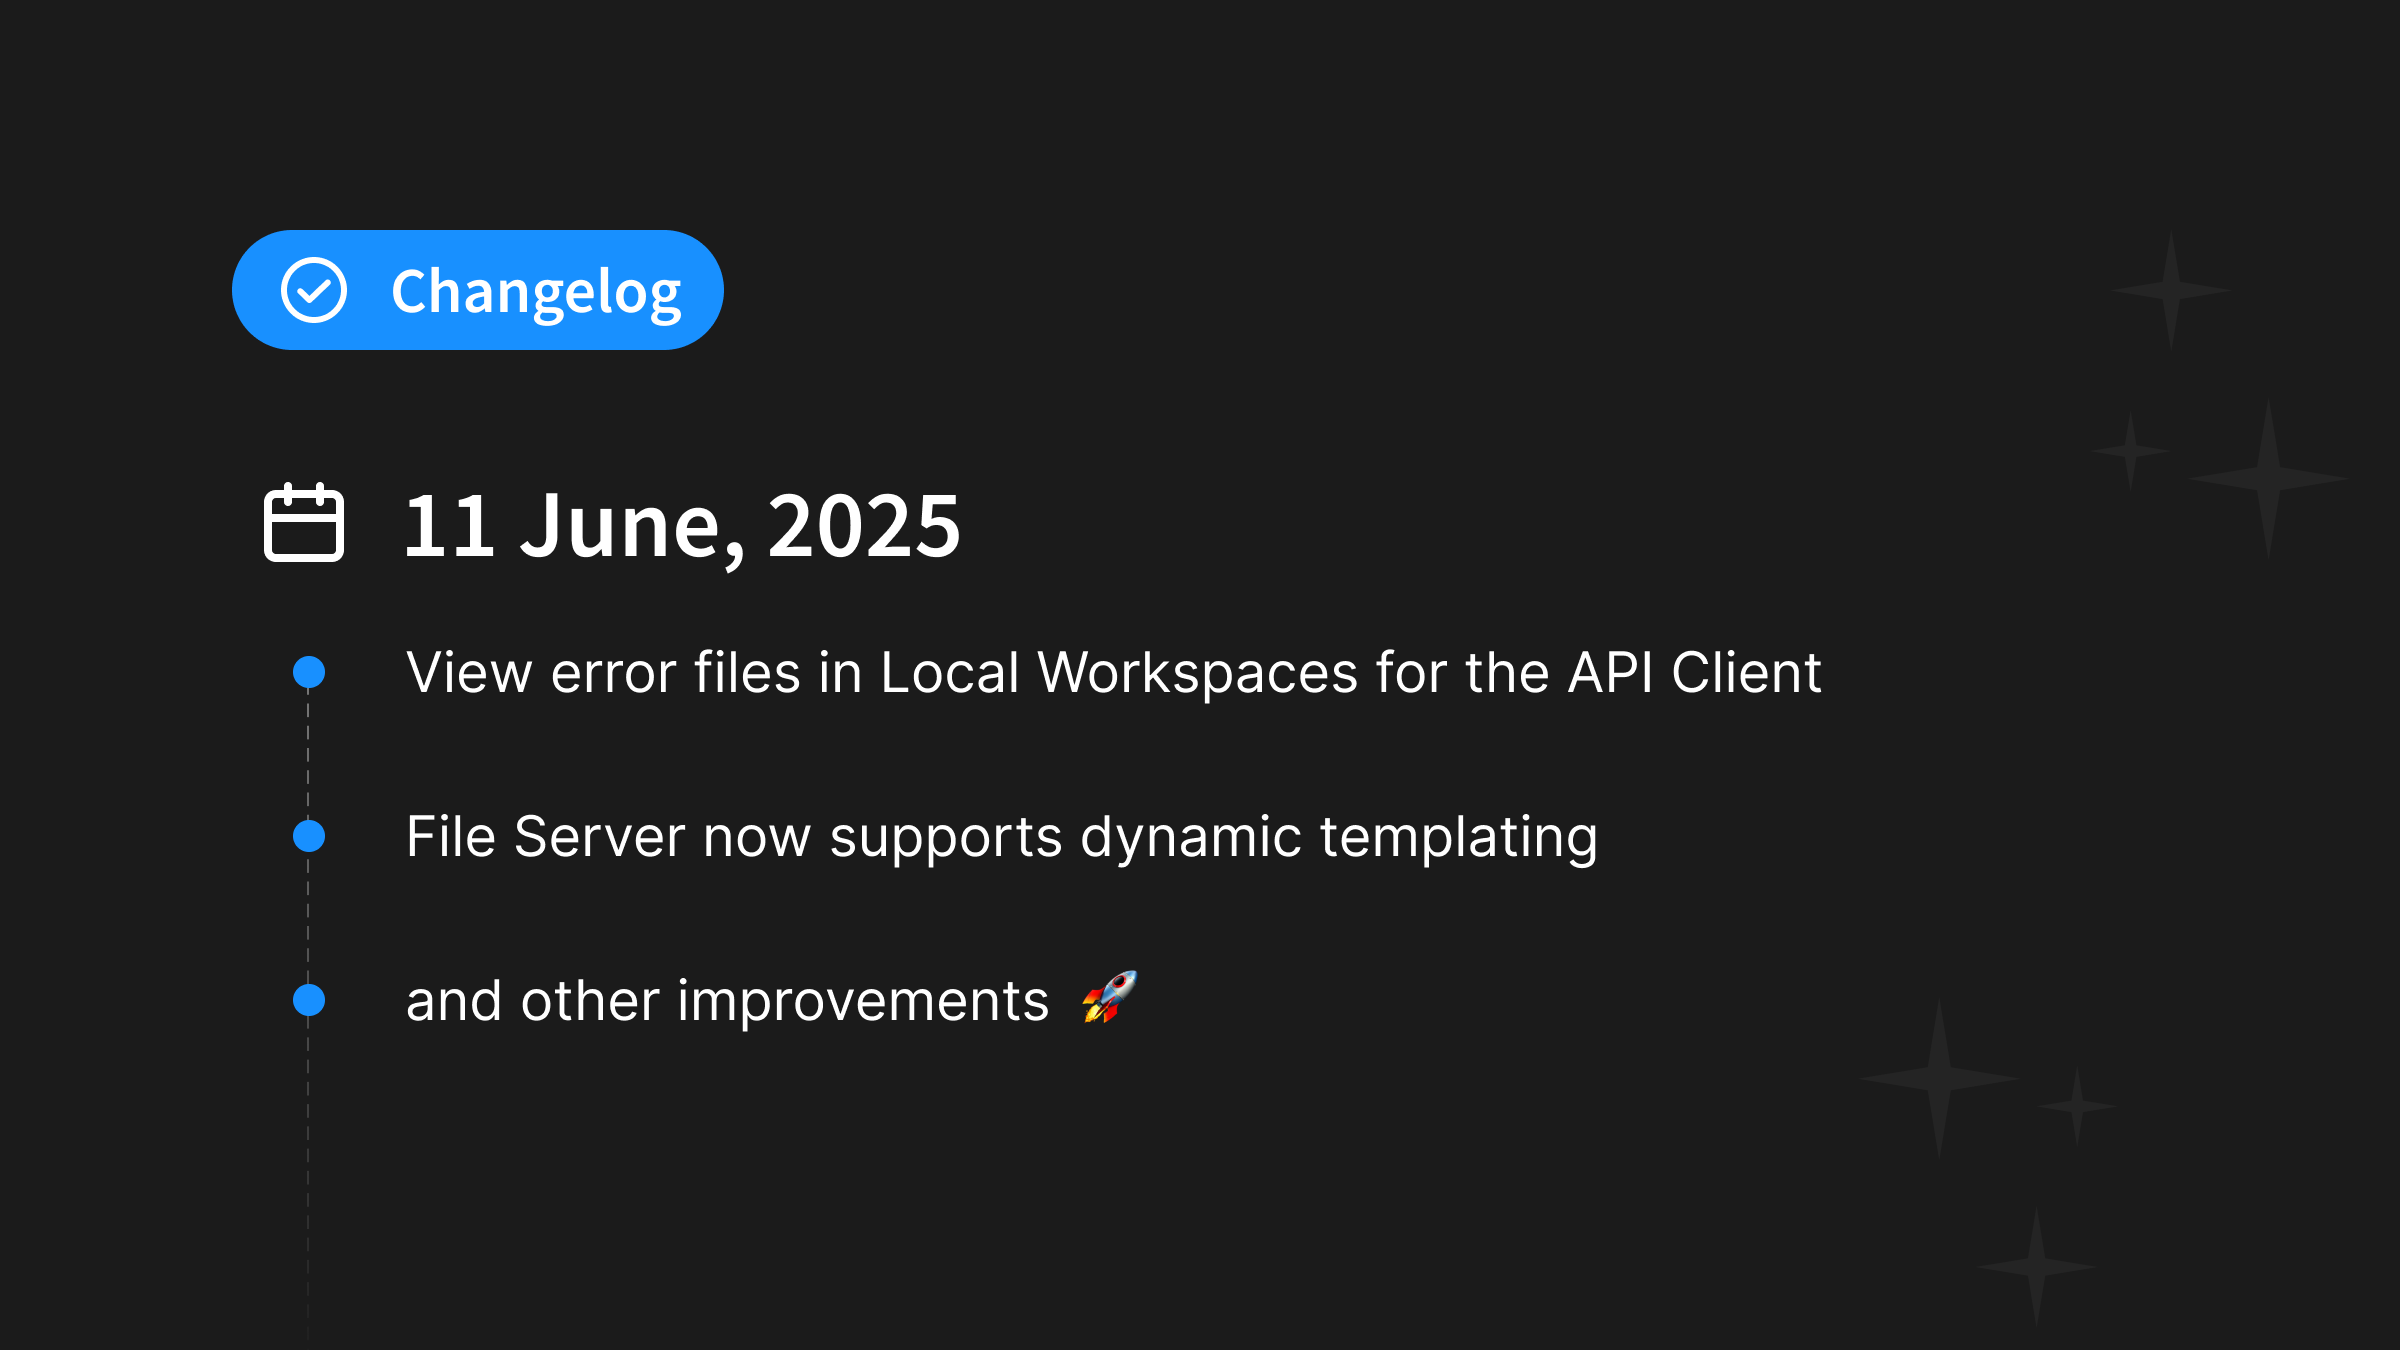 Changelog
11 June, 2025
View error files in Local Workspaces for the API Client
File Server now supports dynamic templating
and other improvements 🚀